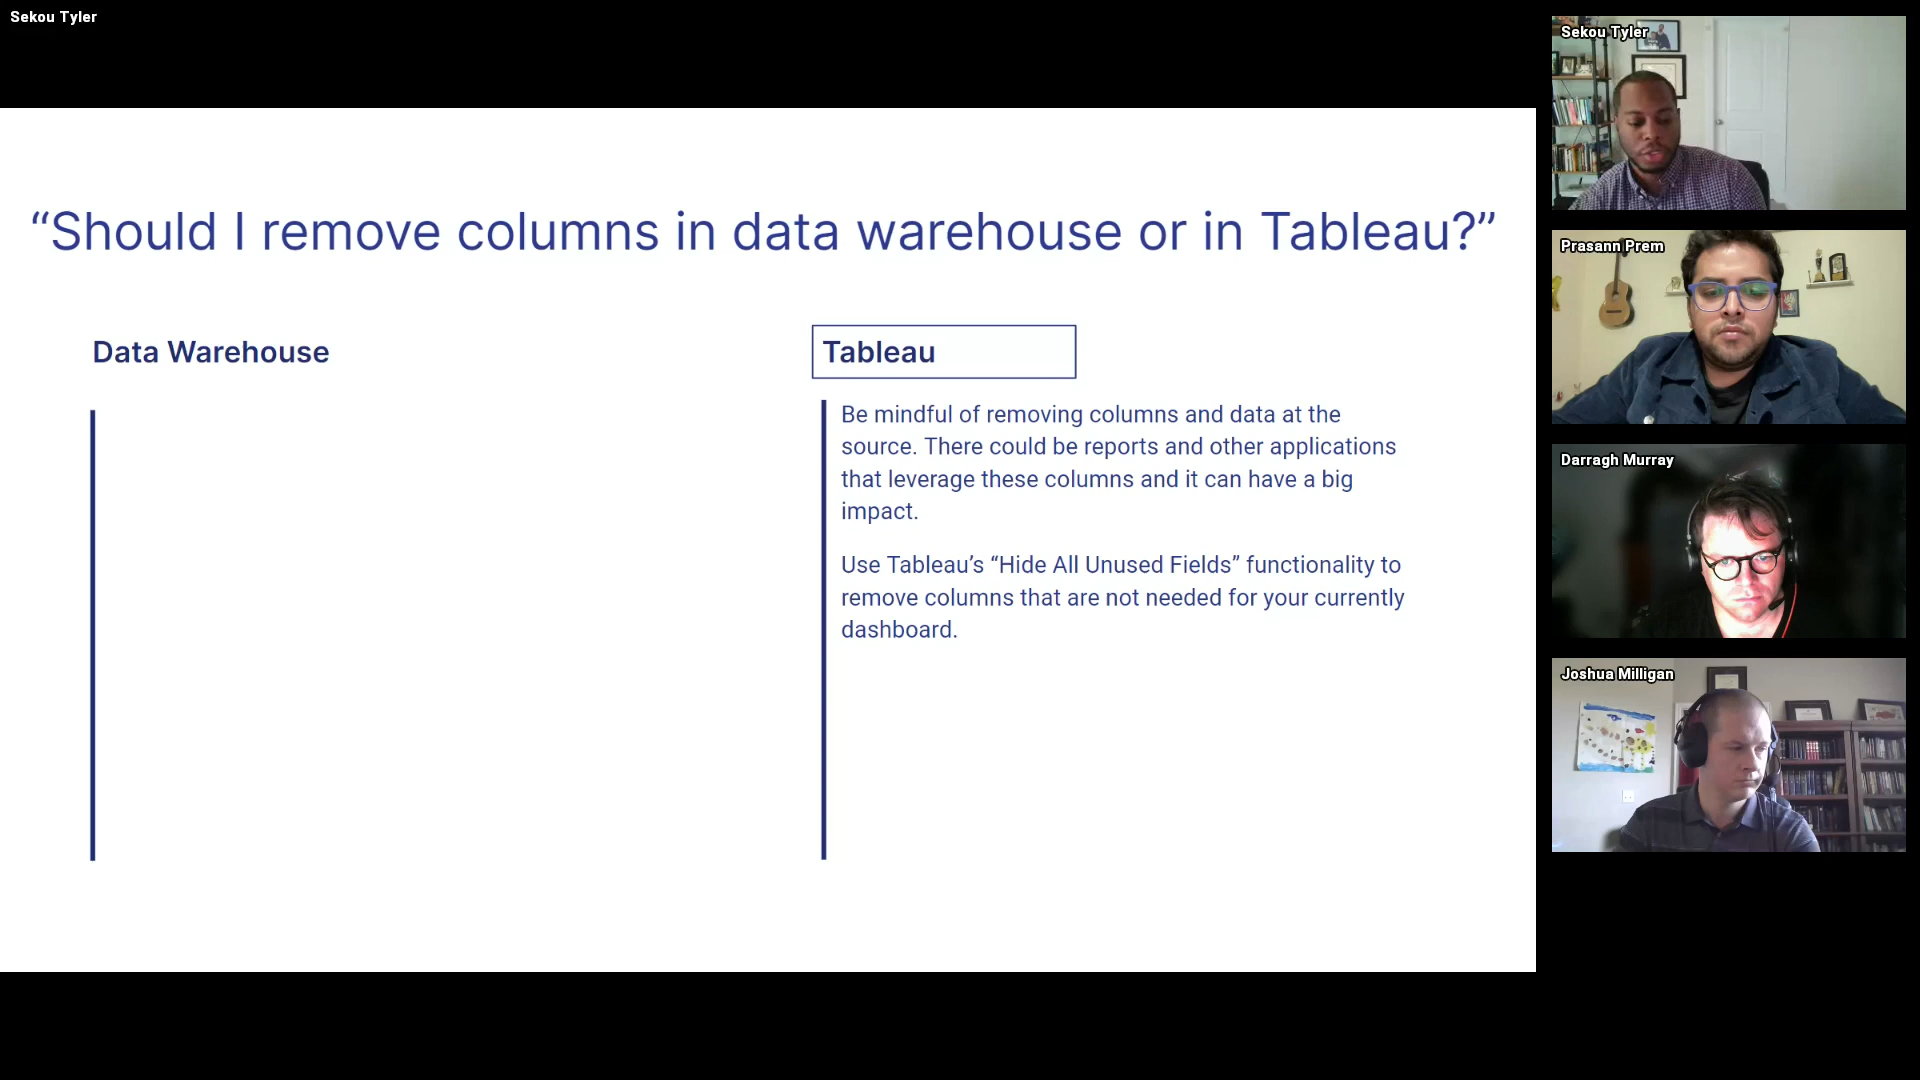 Sekou Tyler
“Should I remove columns in data warehouse or in Tableau?”
Data Warehouse
Tableau
Be mindful of removing columns and data at the
source. There could be reports and other applications
that leverage these columns and it can have a big
impact.
Use Tableau’s “Hide All Unused Fields” functionality to
remove columns that are not needed for your currently
dashboard.
Sekou Tyler
Prasann Prem
Darragh Murray
Joshua Milligan